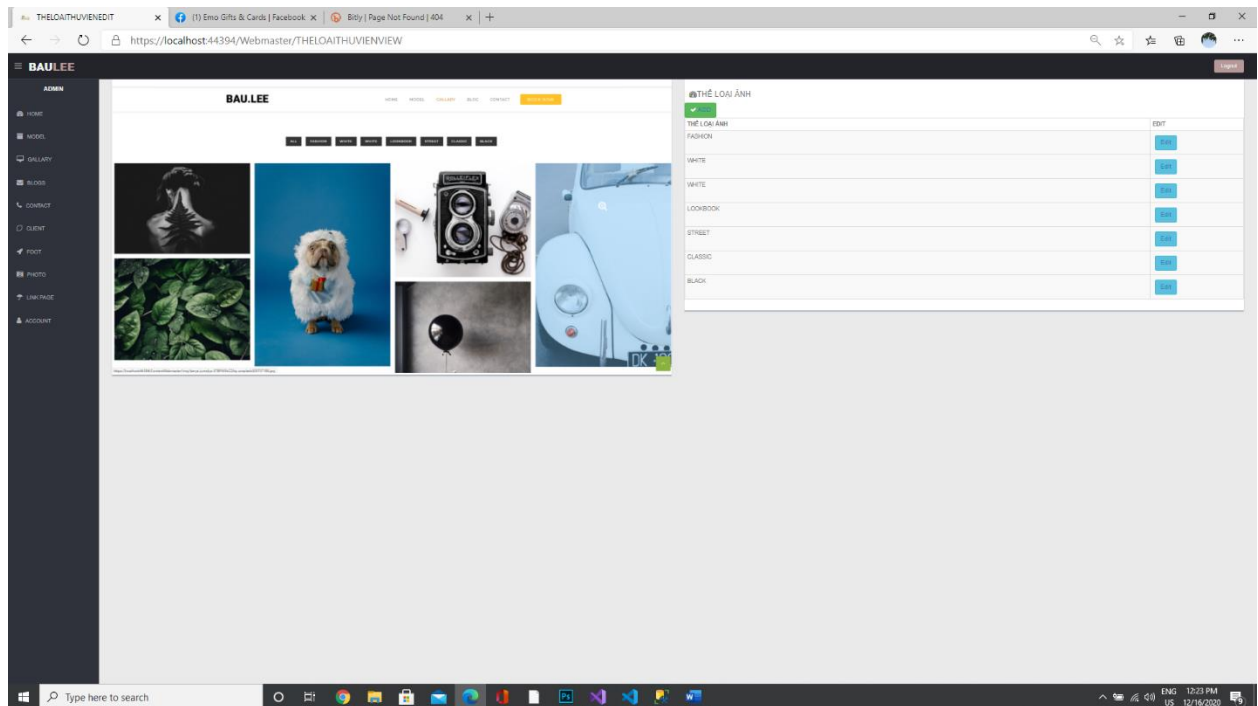 THELOAITHUVIENEDIT
(1) Emo Gifts & Cards | Facebook
Bitly | Page Not Found | 404
https://localhost:44394/Webmaster/THELOAITHUVIENVIEW
BAULEE
Logout
ADMIN
HOME
MODEL
GALLARY
BLOGS
CONTACT
CLIENT
FOOT
PHOTO
LINK PAGE
ACCOUNT
BAU.LEE
HOME MODEL GALLERY BLOG CONTACT
ALL FASHION WHITE WHITE LOOKBOOK STREET CLASSIC BLACK
ROLLEIFLEX
DK
THỂ LOẠI ẢNH
THỂ LOẠI ẢNH EDIT
FASHION Edit
WHITE Edit
WHITE Edit
LOOKBOOK Edit
STREET Edit
CLASSIC Edit
BLACK Edit
Type here to search
ENG 12:23 PM
US 12/16/2020